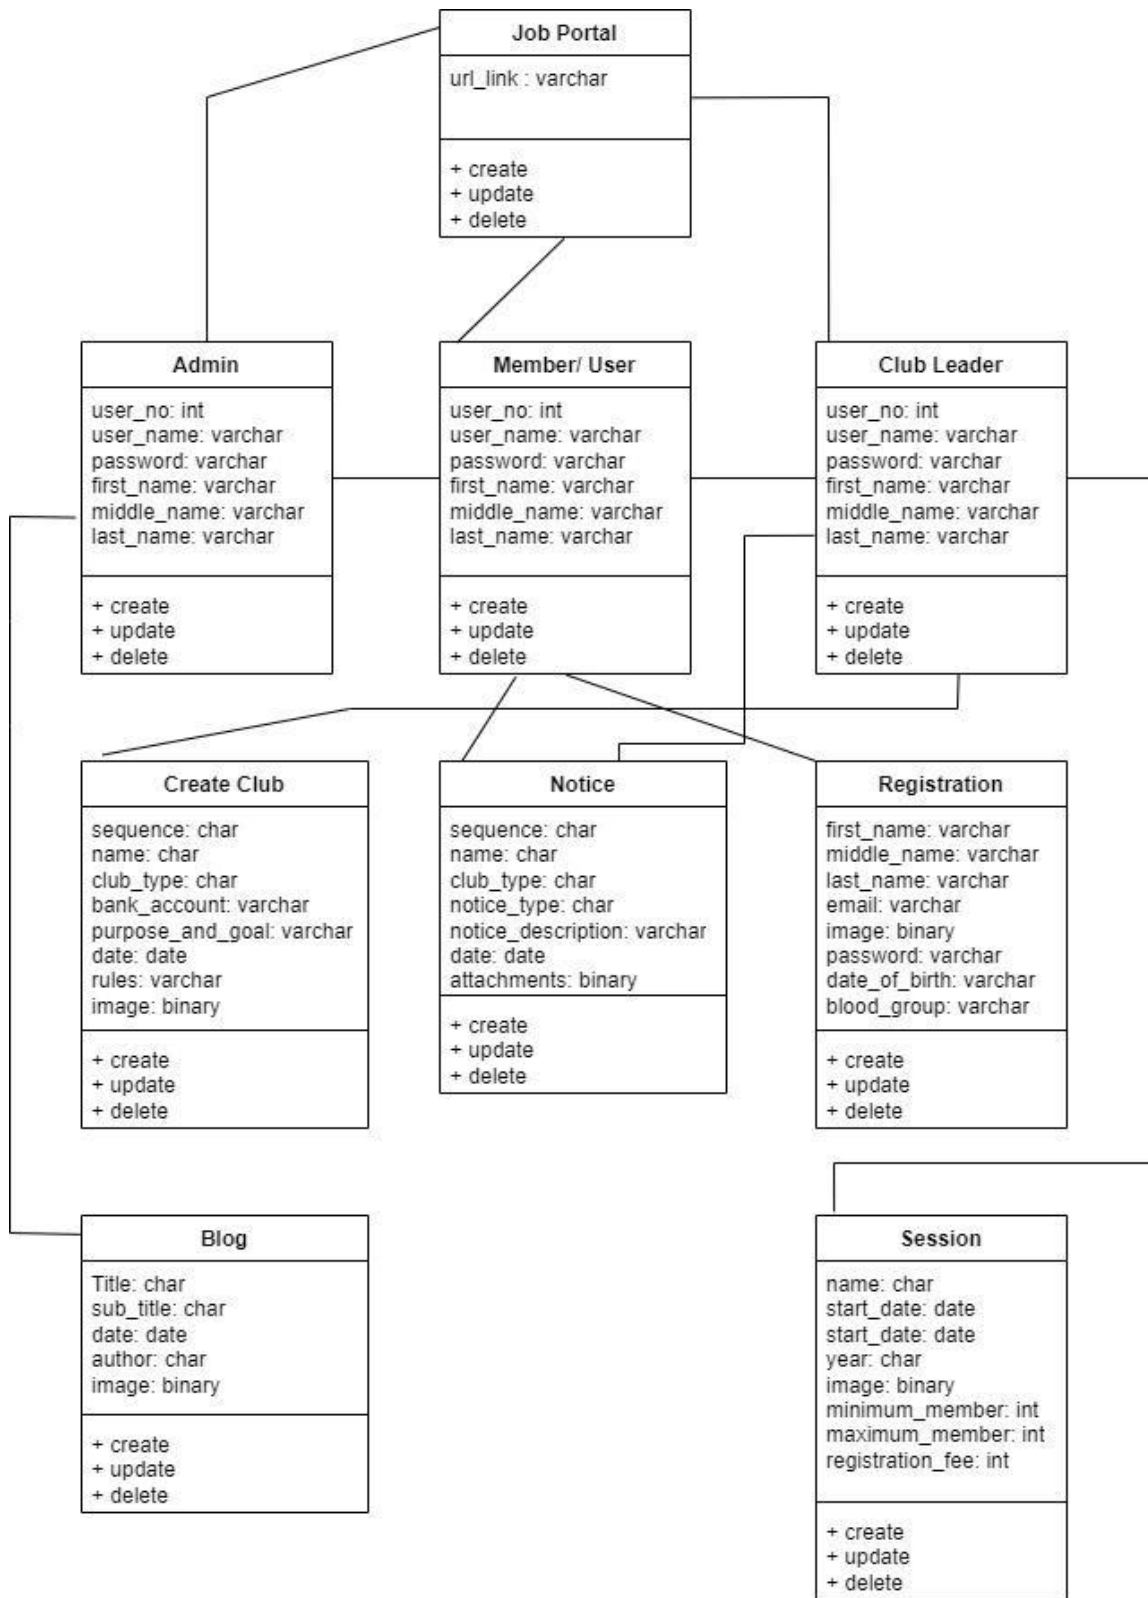 Job Portal
url_link : varchar
+ create
+ update
+ delete
Admin
user_no: int
user_name: varchar
password: varchar
first_name: varchar
middle_name: varchar
last_name: varchar
+ create
+ update
+ delete
Member/ User
user_no: int
user_name: varchar
password: varchar
first_name: varchar
middle_name: varchar
last_name: varchar
+ create
+ update
+ delete
Club Leader
user_no: int
user_name: varchar
password: varchar
first_name: varchar
middle_name: varchar
last_name: varchar
+ create
+ update
+ delete
Create Club
sequence: char
name: char
club_type: char
bank_account: varchar
purpose_and_goal: varchar
date: date
rules: varchar
image: binary
+ create
+ update
+ delete
Notice
sequence: char
name: char
club_type: char
notice_type: char
notice_description: varchar
date: date
attachments: binary
+ create
+ update
+ delete
Registration
first_name: varchar
middle_name: varchar
last_name: varchar
email: varchar
image: binary
password: varchar
date_of_birth: varchar
blood_group: varchar
+ create
+ update
+ delete
Blog
Title: char
sub_title: char
date: date
author: char
image: binary
+ create
+ update
+ delete
Session
name: char
start_date: date
start_date: date
year: char
image: binary
minimum_member: int
maximum_member: int
registration_fee: int
+ create
+ update
+ delete